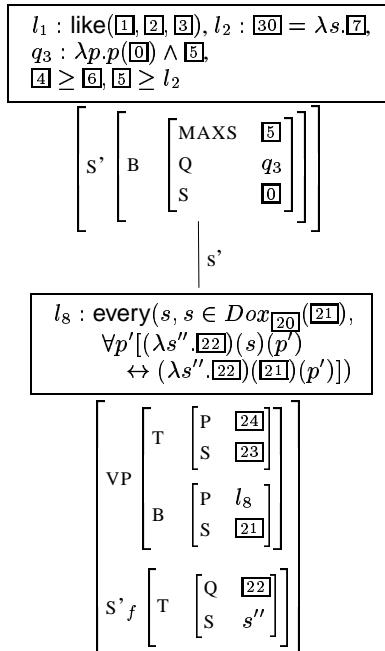 l₁ : like(1, 2, 3), l₂ : 30 = λs.7,
q₃ : λp.p(0) ∧ 5,
4 ≥ 6, 5 ≥ l₂
MAXS 5
S' B Q q₃
S 0
s'
l₈ : every(s, s ∈ Dox₂₀(21),
∀p'[(λs''.22)(s)(p')
↔ (λs''.22)(21)(p')])
P 24
T
S 23
VP
P l₈
B
S 21
Q 22
S'f T
S s''